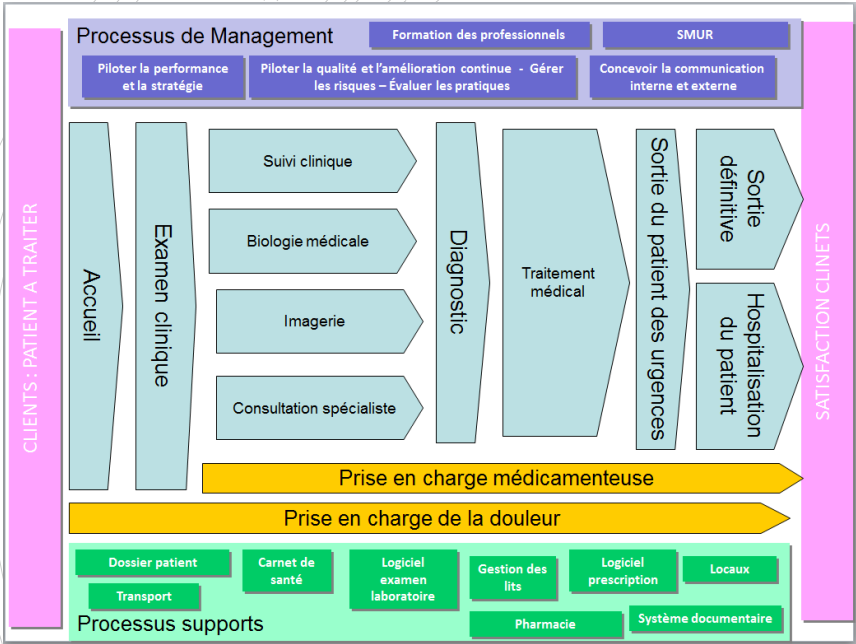 Processus de Management
Formation des professionnels
SMUR
Piloter la performance
et la stratégie
Piloter la qualité et l'amélioration continue - Gérer
les risques – Évaluer les pratiques
Concevoir la communication
interne et externe
CLIENTS : PATIENT A TRAITER
Accueil
Examen clinique
Suivi clinique
Biologie médicale
Imagerie
Consultation spécialiste
Diagnostic
Traitement
médical
Sortie du patient des urgences
Sortie
définitive
Hospitalisation
du patient
SATISFACTION CLINETS
Prise en charge médicamenteuse
Prise en charge de la douleur
Dossier patient
Carnet de
santé
Logiciel
examen
laboratoire
Gestion des
lits
Logiciel
prescription
Locaux
Transport
Pharmacie
Système documentaire
Processus supports